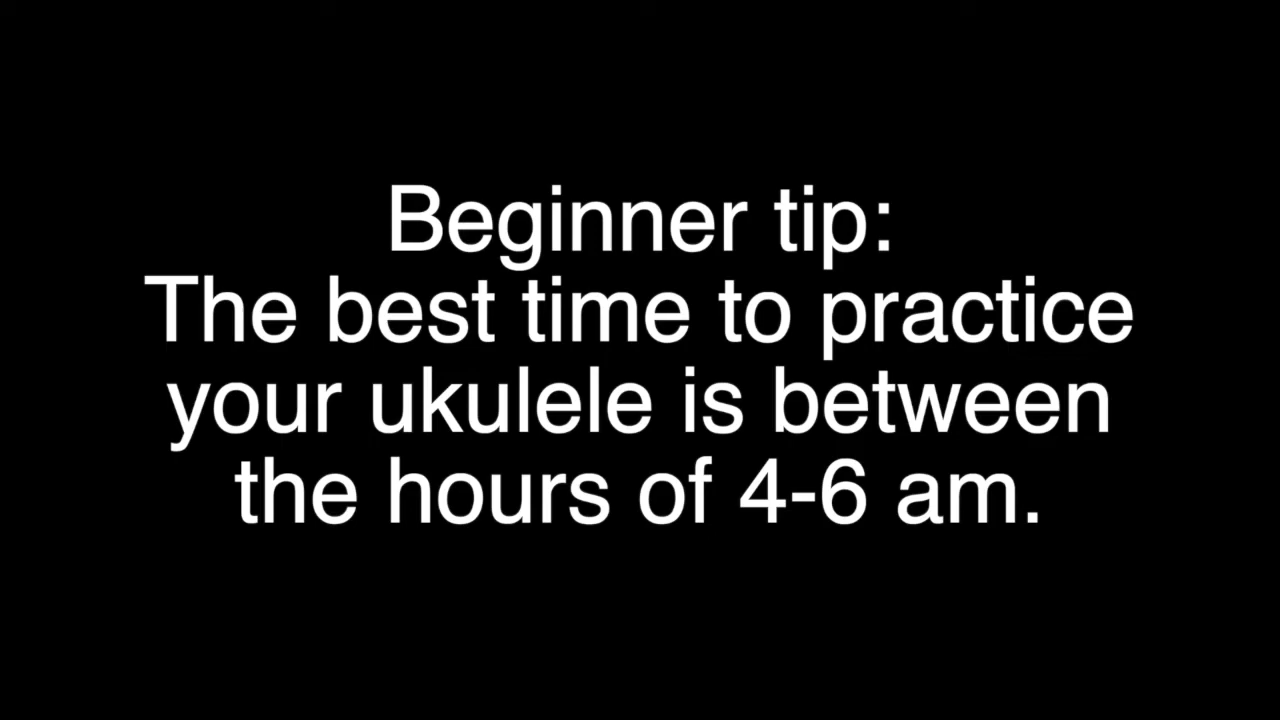 Beginner tip:
The best time to practice
your ukulele is between
the hours of 4-6 am.